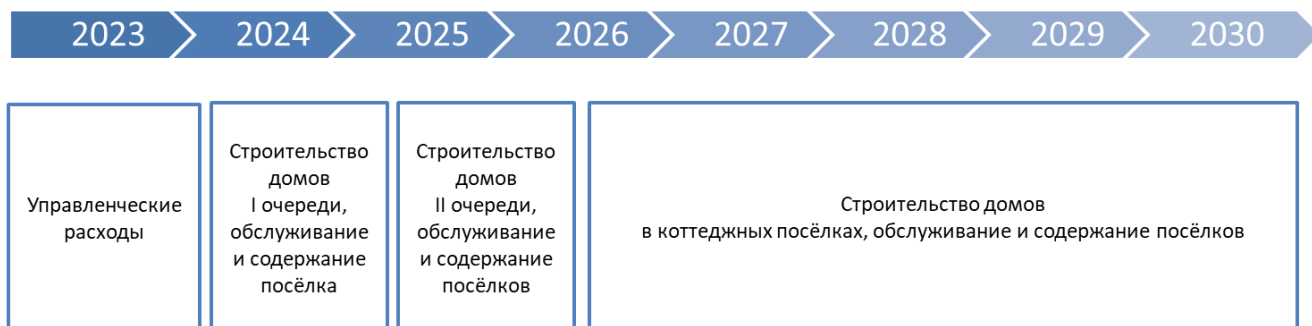 2023 2024 2025 2026 2027 2028 2029 2030
Управленческие
расходы
Строительство
домов
I очереди,
обслуживание
и содержание
посёлка
Строительство
домов
II очереди,
обслуживание
и содержание
посёлков
Строительство домов
в коттеджных посёлках, обслуживание и содержание посёлков